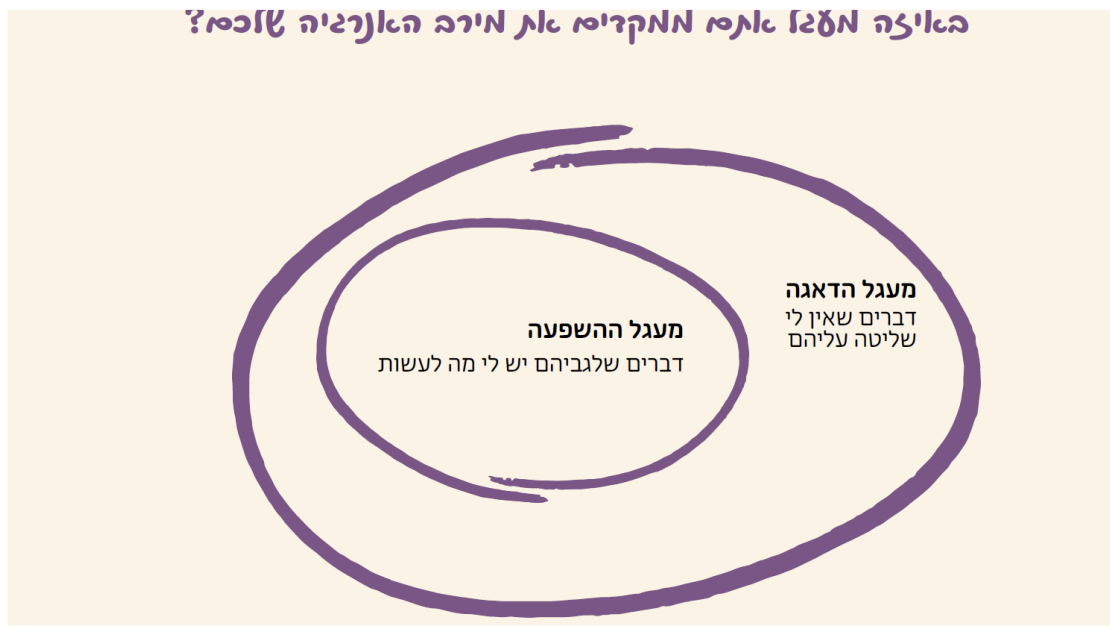 באיזה מעגל אתם ממקדים את מירב האנרגיה שלכם?
מעגל הדאגה
דברים שאין לי
שליטה עליהם
מעגל ההשפעה
דברים שלגביהם יש לי מה לעשות